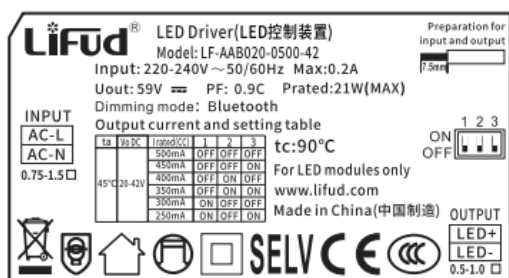 Lifud®
LED Driver(LED控制装置)
Model: LF-AAB020-0500-42
Preparation for
input and output
7.5mm
Input: 220-240V～50/60Hz Max:0.2A
Uout: 59V ⎓ PF: 0.9C Prated:21W(MAX)
Dimming mode: Bluetooth
Output current and setting table
INPUT
AC-L
AC-N
0.75-1.5□
ta Vo DC Irated(CC) 1 2 3
45℃ 20-42V
500mA OFF OFF OFF
450mA OFF OFF ON
400mA OFF ON OFF
350mA OFF ON ON
300mA ON OFF OFF
250mA ON OFF ON
tc:90℃
For LED modules only
www.lifud.com
Made in China(中国制造)
1 2 3
ON
OFF
OUTPUT
LED+
LED-
0.5-1.0 □
SELV CE CCC